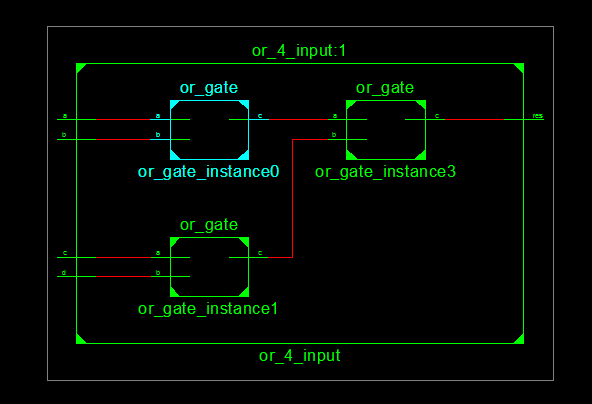 or_4_input:1
or_gate
or_gate
a
a
c
a
c
res
b
b
b
or_gate_instance0
or_gate_instance3
or_gate
c
a
c
d
b
or_gate_instance1
or_4_input